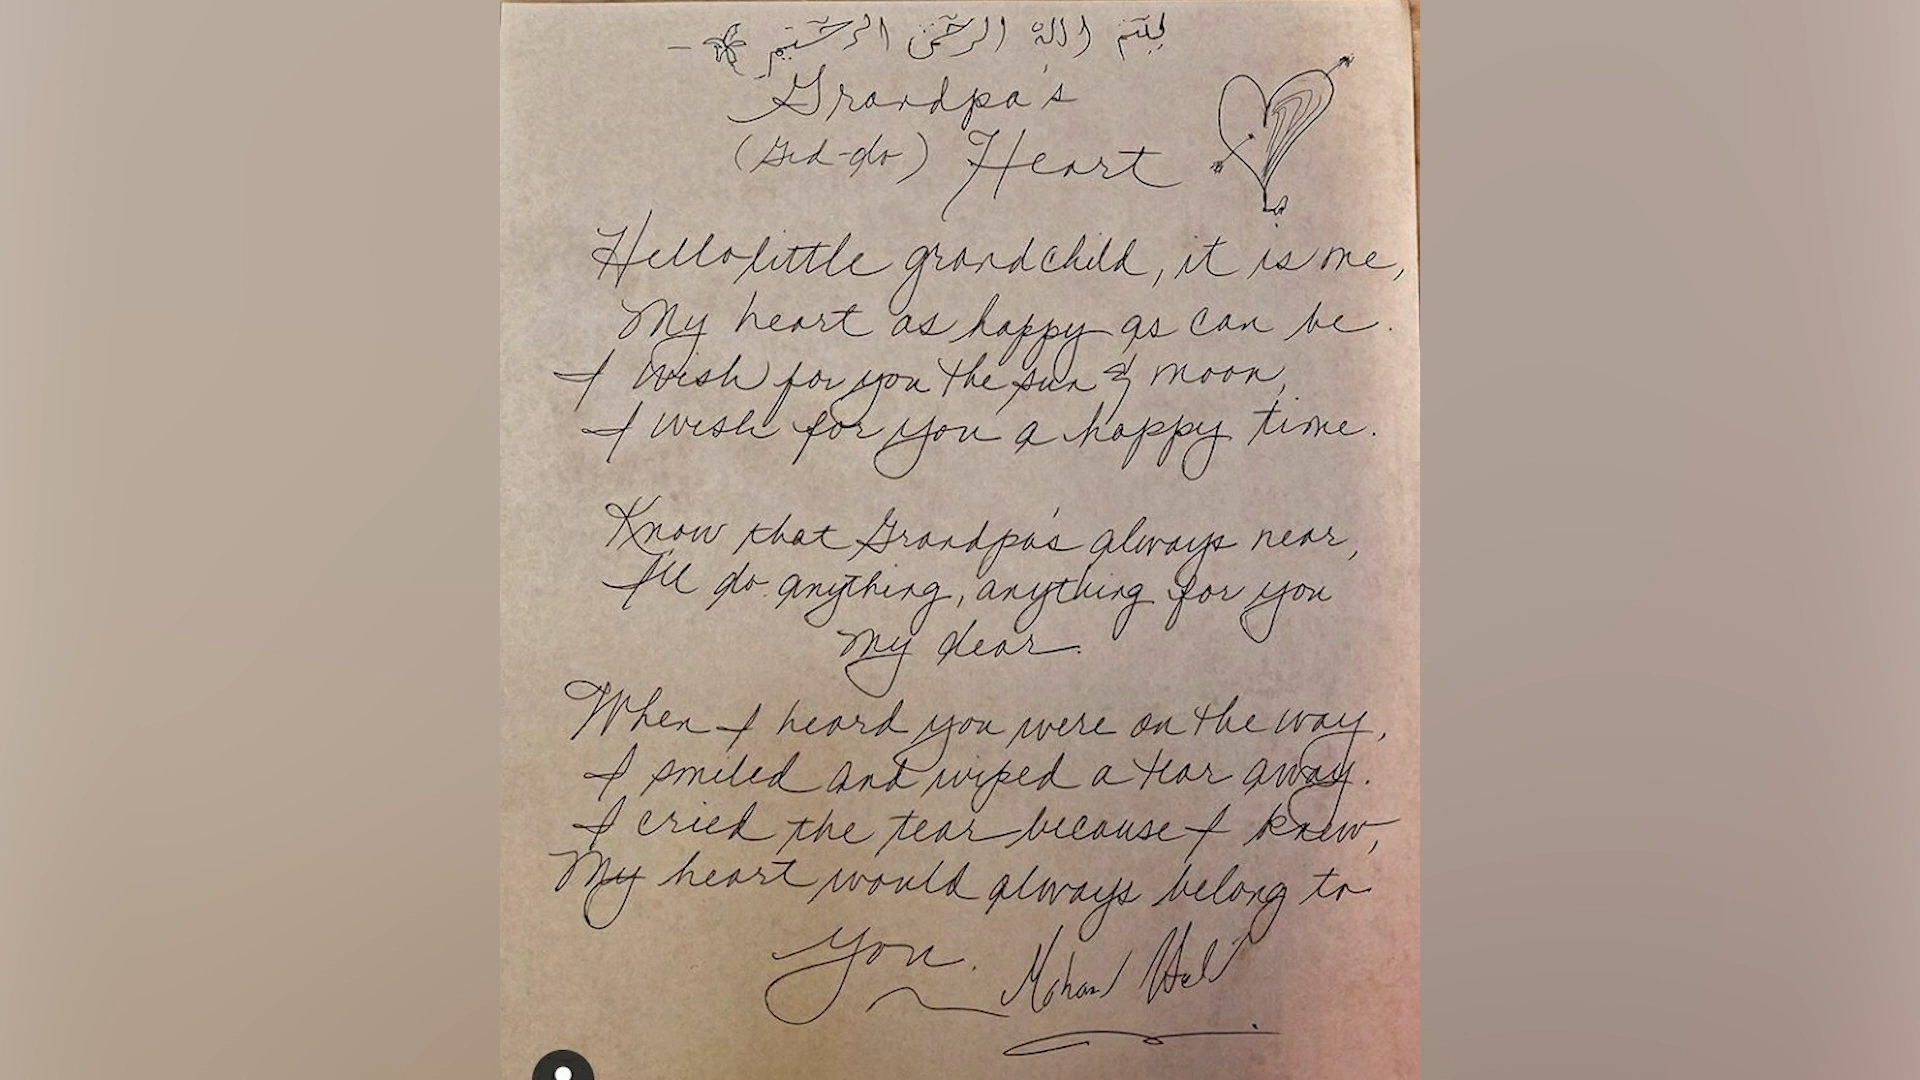 بسم الله الرحمن الرحيم
Grandpa's
(Gid-do) Heart
Hello little grandchild, it is me,
My heart as happy as can be.
I wish for you the sun & moon,
I wish for you a happy time.
Know that Grandpa's always near,
I'll do anything, anything for you
my dear.
When I heard you were on the way,
I smiled and wiped a tear away.
I cried the tear because I knew,
My heart would always belong to
you.